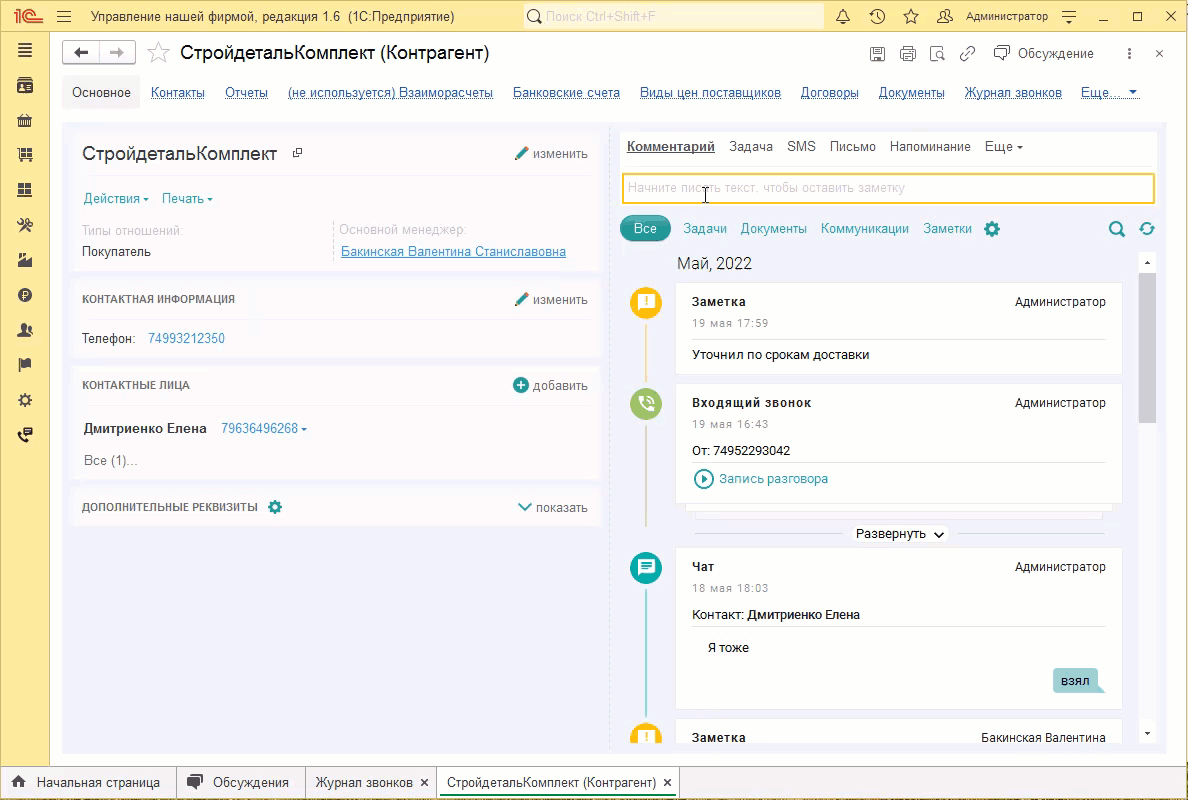 1С Управление нашей фирмой, редакция 1.6 (1С:Предприятие)
Поиск Ctrl+Shift+F
Администратор
СтройдетальКомплект (Контрагент)
Обсуждение
Основное Контакты Отчеты (не используется) Взаиморасчеты Банковские счета Виды цен поставщиков Договоры Документы Журнал звонков Еще...
СтройдетальКомплект
изменить
Действия Печать
Типы отношений:
Покупатель
Основной менеджер:
Бакинская Валентина Станиславовна
КОНТАКТНАЯ ИНФОРМАЦИЯ
изменить
Телефон: 74993212350
КОНТАКТНЫЕ ЛИЦА
добавить
Дмитриенко Елена 79636496268
Все (1)...
ДОПОЛНИТЕЛЬНЫЕ РЕКВИЗИТЫ
показать
Комментарий Задача SMS Письмо Напоминание Еще
Начните писать текст. чтобы оставить заметку
Все Задачи Документы Коммуникации Заметки
Май, 2022
Заметка Администратор
19 мая 17:59
Уточнил по срокам доставки
Входящий звонок Администратор
19 мая 16:43
От: 74952293042
Запись разговора
Развернуть
Чат Администратор
18 мая 18:03
Контакт: Дмитриенко Елена
Я тоже
взял
Заметка Бакинская Валентина
Начальная страница Обсуждения Журнал звонков СтройдетальКомплект (Контрагент)